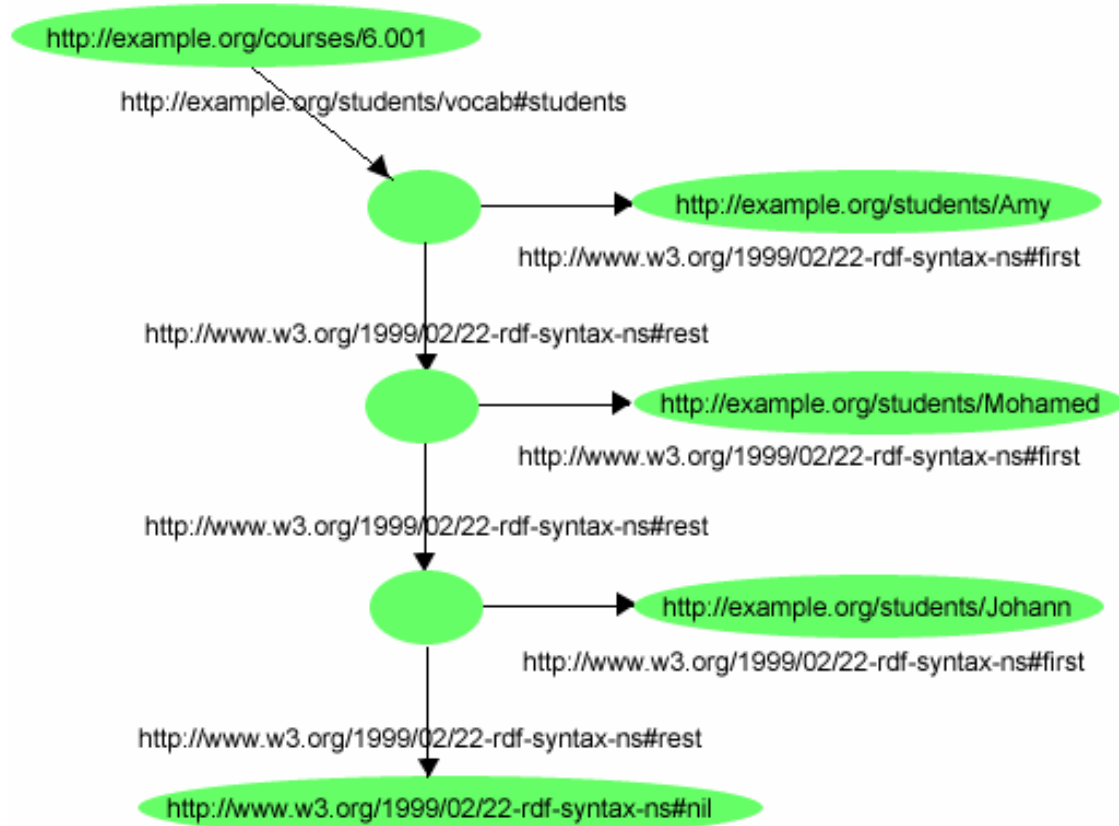 http://example.org/courses/6.001
http://example.org/students/vocab#students
http://example.org/students/Amy
http://www.w3.org/1999/02/22-rdf-syntax-ns#first
http://www.w3.org/1999/02/22-rdf-syntax-ns#rest
http://example.org/students/Mohamed
http://www.w3.org/1999/02/22-rdf-syntax-ns#first
http://www.w3.org/1999/02/22-rdf-syntax-ns#rest
http://example.org/students/Johann
http://www.w3.org/1999/02/22-rdf-syntax-ns#first
http://www.w3.org/1999/02/22-rdf-syntax-ns#rest
http://www.w3.org/1999/02/22-rdf-syntax-ns#nil